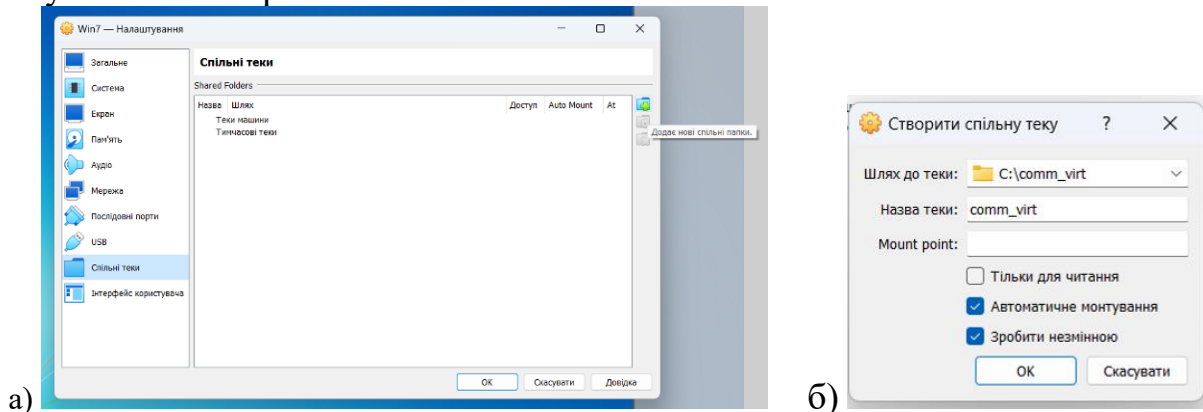 Win7 — Налаштування
Загальне
Система
Екран
Пам'ять
Аудіо
Мережа
Послідовні порти
USB
Спільні теки
Інтерфейс користувача
Спільні теки
Shared Folders
Назва Шлях Доступ Auto Mount At
Теки машини
Тимчасові теки
Додає нові спільні папки.
ОК Скасувати Довідка
а)
Створити спільну теку ? ×
Шлях до теки: C:\comm_virt
Назва теки: comm_virt
Mount point:
Тільки для читання
Автоматичне монтування
Зробити незмінною
ОК Скасувати
б)